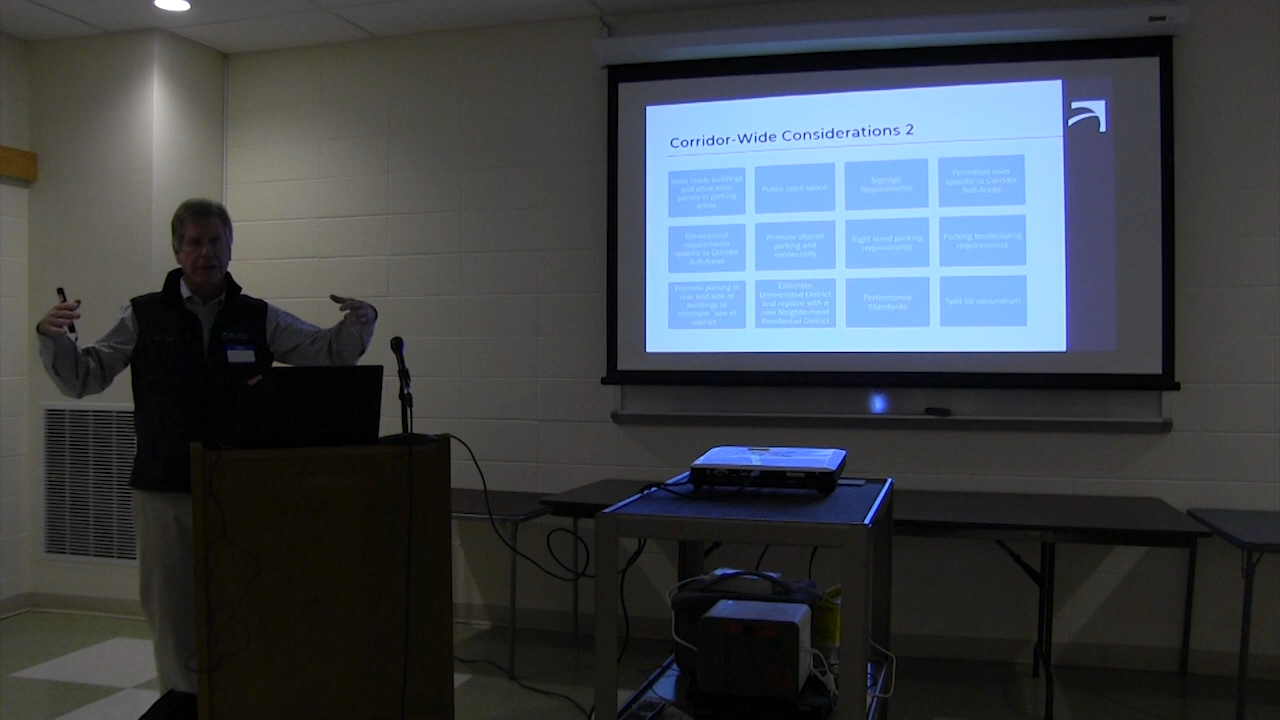 Corridor-Wide Considerations 2
Solar ready buildings
and allow solar
panels in parking
areas
Public open space
Signage
Requirements
Permitted uses
specific to Corridor
Sub-Areas
Dimensional
requirements
specific to Corridor
Sub-Areas
Promote shared
parking and
connectivity
Right sized parking
requirements
Parking landscaping
requirements
Promote parking in
rear and side of
buildings to
eliminate "sea of
asphalt"
Eliminate
Unrestricted District
and replace with a
new Neighborhood
Residential District
Performance
Standards
Split lot conundrum